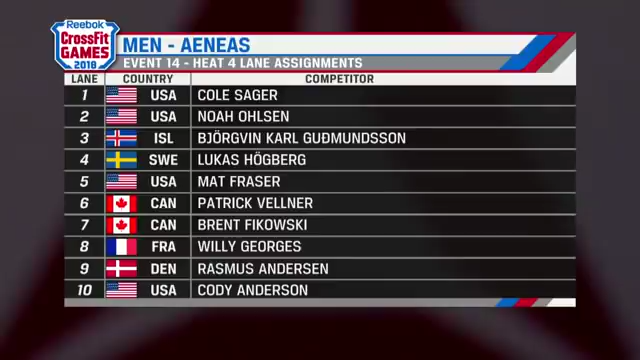 Reebok
CrossFit
GAMES
2018
MEN - AENEAS
EVENT 14 - HEAT 4 LANE ASSIGNMENTS
LANE COUNTRY COMPETITOR
1 USA COLE SAGER
2 USA NOAH OHLSEN
3 ISL BJÖRGVIN KARL GUÐMUNDSSON
4 SWE LUKAS HÖGBERG
5 USA MAT FRASER
6 CAN PATRICK VELLNER
7 CAN BRENT FIKOWSKI
8 FRA WILLY GEORGES
9 DEN RASMUS ANDERSEN
10 USA CODY ANDERSON